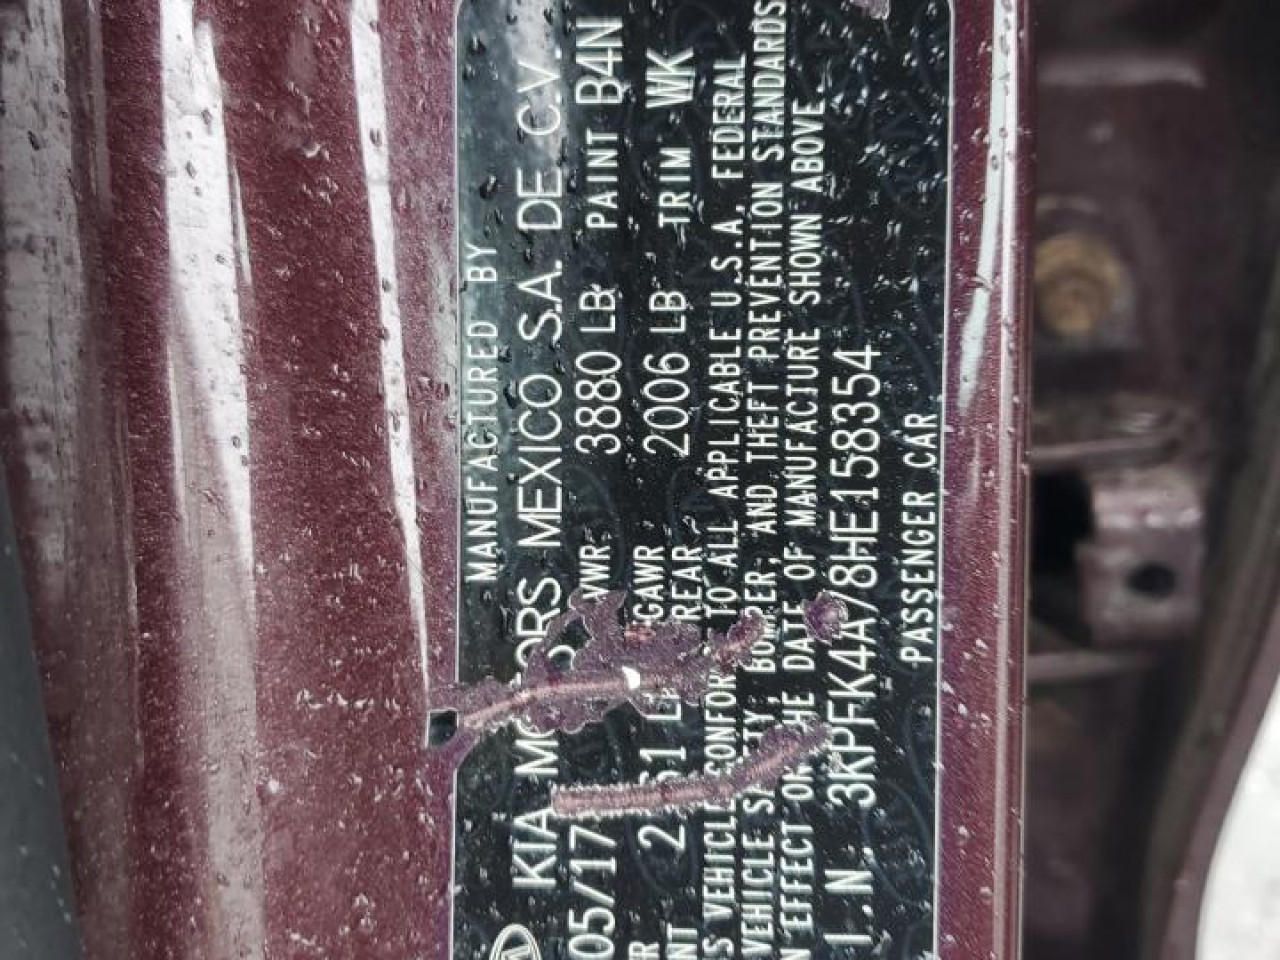 MANUFACTURED BY
KIA MOTORS MEXICO S.A. DE C.V.
05/17 GVWR 3880 LB PAINT B4N
GAWR 2006 LB TRIM WK
REAR
VEHICLE CONFORMS TO ALL APPLICABLE U.S.A. FEDERAL
VEHICLE SAFETY, BUMPER, AND THEFT PREVENTION STANDARDS
EFFECT ON THE DATE OF MANUFACTURE SHOWN ABOVE.
I.N. 3KPFK4A78HE158354
PASSENGER CAR